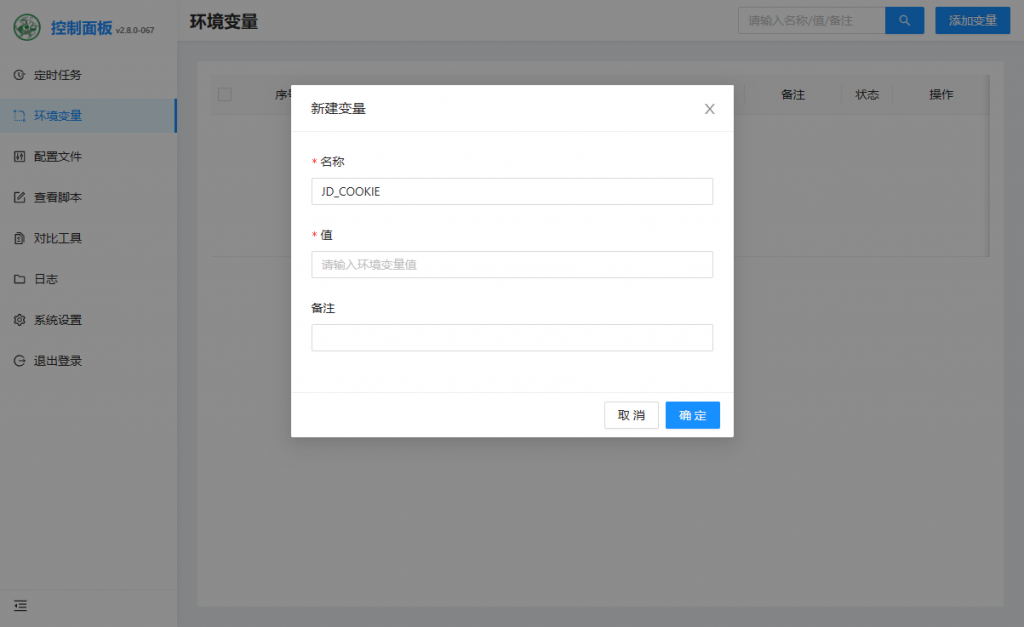 控制面板 v2.8.0-067
定时任务
环境变量
配置文件
查看脚本
对比工具
日志
系统设置
退出登录
环境变量
请输入名称/值/备注
添加变量
序号 备注 状态 操作
新建变量
* 名称
JD_COOKIE
* 值
请输入环境变量值
备注
取 消 确 定